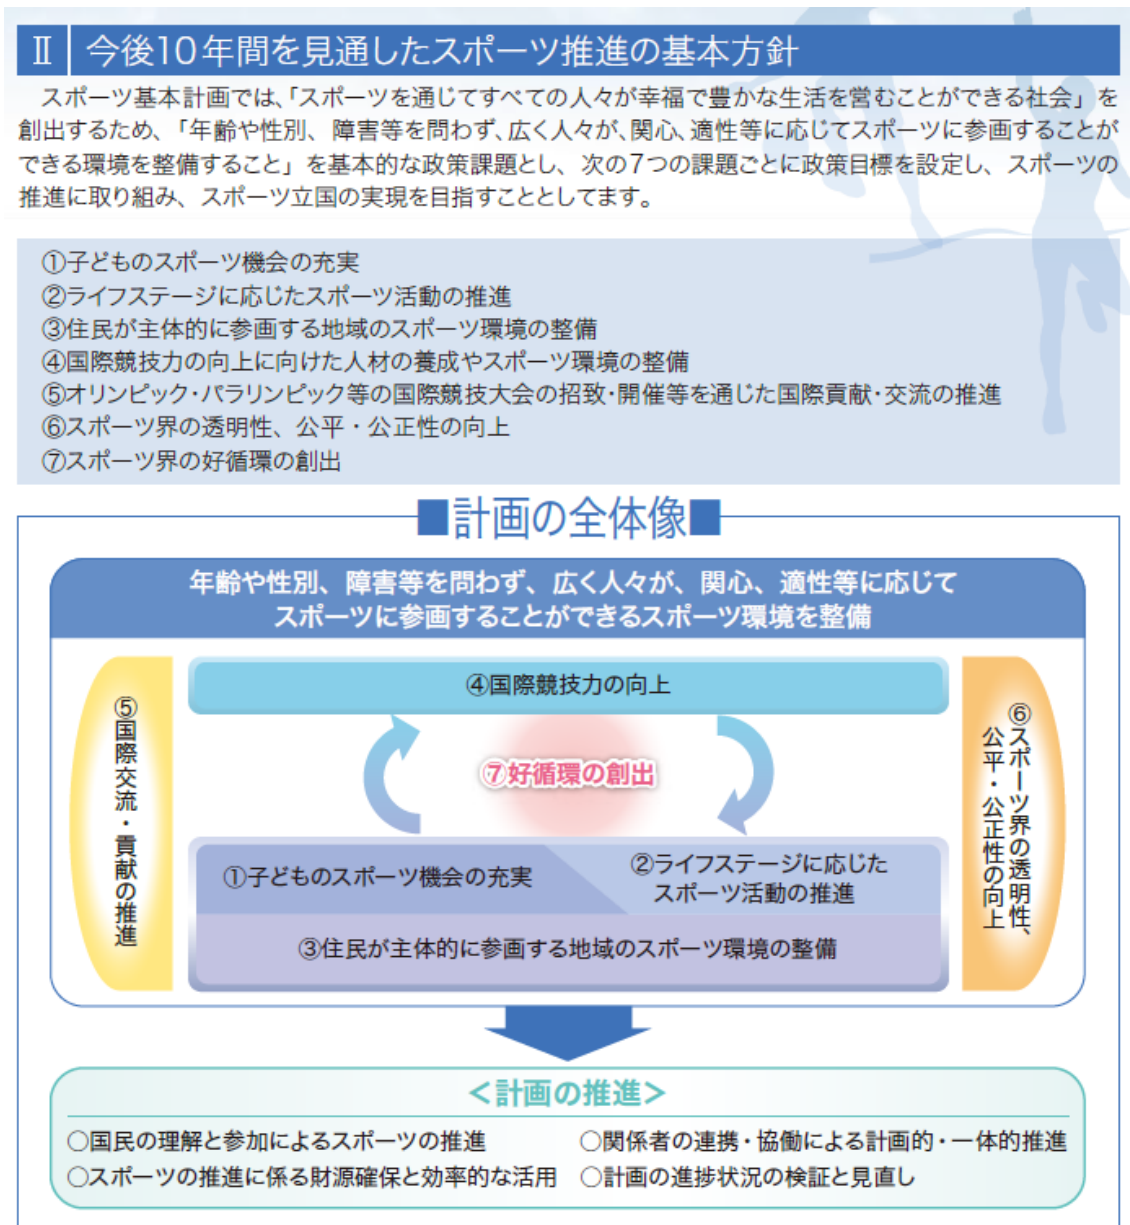 Ⅱ 今後10年間を見通したスポーツ推進の基本方針
スポーツ基本計画では、「スポーツを通じてすべての人々が幸福で豊かな生活を営むことができる社会」を
創出するため、「年齢や性別、障害等を問わず、広く人々が、関心、適性等に応じてスポーツに参画することが
できる環境を整備すること」を基本的な政策課題とし、次の7つの課題ごとに政策目標を設定し、スポーツの
推進に取り組み、スポーツ立国の実現を目指すこととしてます。
①子どものスポーツ機会の充実
②ライフステージに応じたスポーツ活動の推進
③住民が主体的に参画する地域のスポーツ環境の整備
④国際競技力の向上に向けた人材の養成やスポーツ環境の整備
⑤オリンピック・パラリンピック等の国際競技大会の招致・開催等を通じた国際貢献・交流の推進
⑥スポーツ界の透明性、公平・公正性の向上
⑦スポーツ界の好循環の創出
■計画の全体像■
年齢や性別、障害等を問わず、広く人々が、関心、適性等に応じて
スポーツに参画することができるスポーツ環境を整備
⑤国際交流・貢献の推進
④国際競技力の向上
⑦好循環の創出
①子どものスポーツ機会の充実
②ライフステージに応じた
スポーツ活動の推進
③住民が主体的に参画する地域のスポーツ環境の整備
⑥スポーツ界の透明性、
公平・公正性の向上
＜計画の推進＞
○国民の理解と参加によるスポーツの推進
○関係者の連携・協働による計画的・一体的推進
○スポーツの推進に係る財源確保と効率的な活用
○計画の進捗状況の検証と見直し